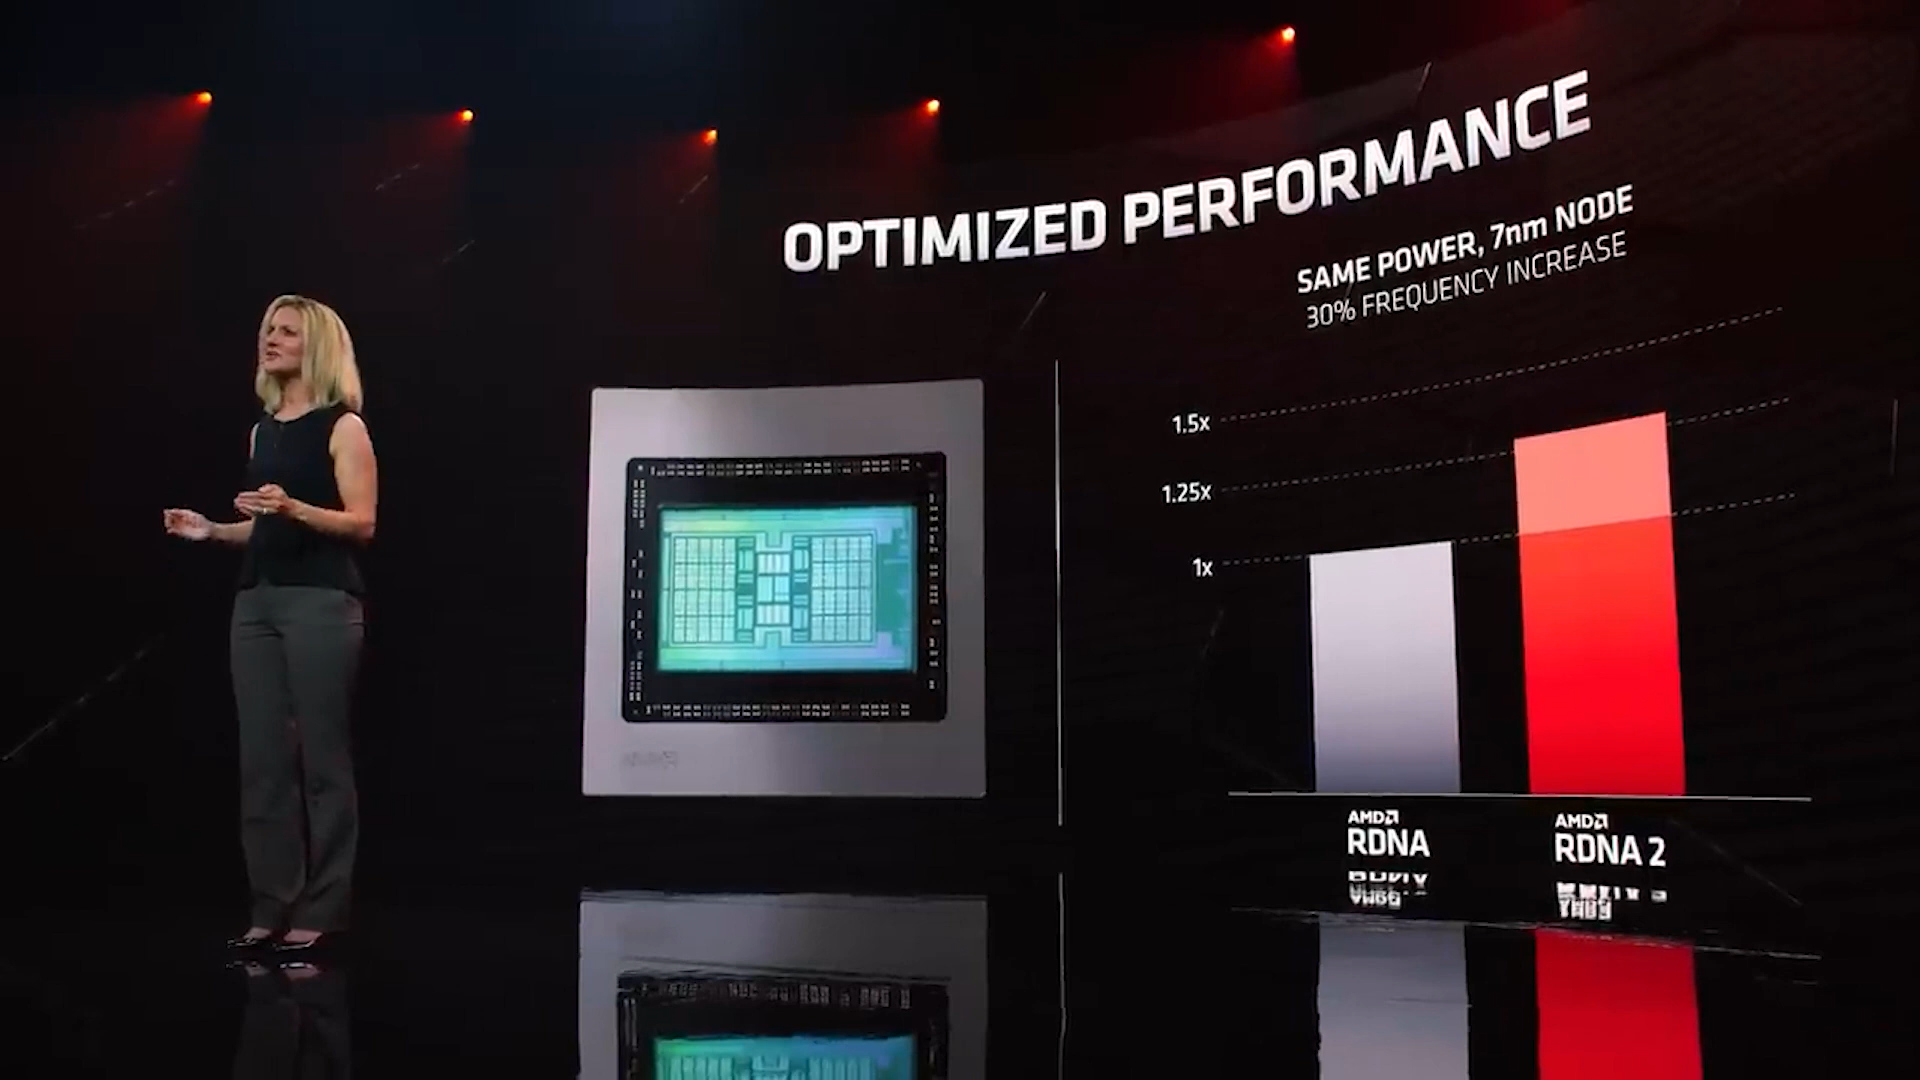 OPTIMIZED PERFORMANCE
SAME POWER, 7nm NODE
30% FREQUENCY INCREASE
1.5x
1.25x
1x
AMD
RDNA
AMD
RDNA 2